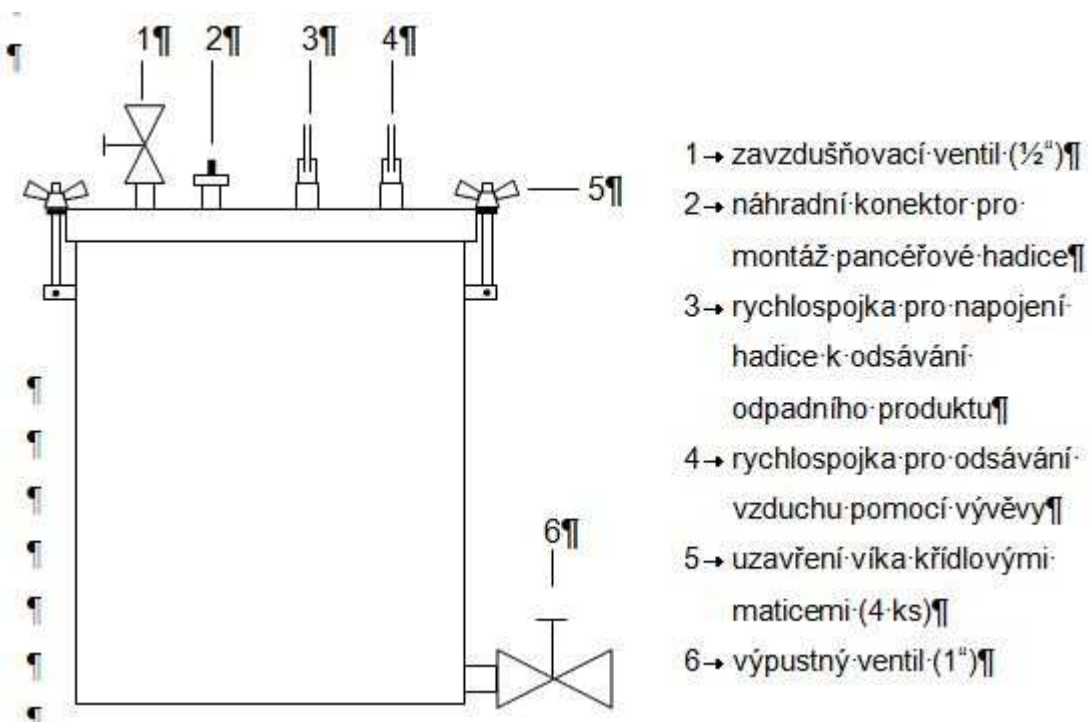 1¶ 2¶ 3¶ 4¶
¶
5¶
1→ zavzdušňovací·ventil·(½“)¶
2→ náhradní·konektor·pro·
montáž·pancéřové·hadice¶
3→ rychlospojka·pro·napojení·
hadice·k·odsávání·
odpadního·produktu¶
4→ rychlospojka·pro·odsávání·
vzduchu·pomocí·vývěvy¶
5→ uzavření·víka·křídlovými·
maticemi·(4·ks)¶
6→ výpustný·ventil·(1“)¶
¶
¶
¶
¶
6¶
¶
¶
¶